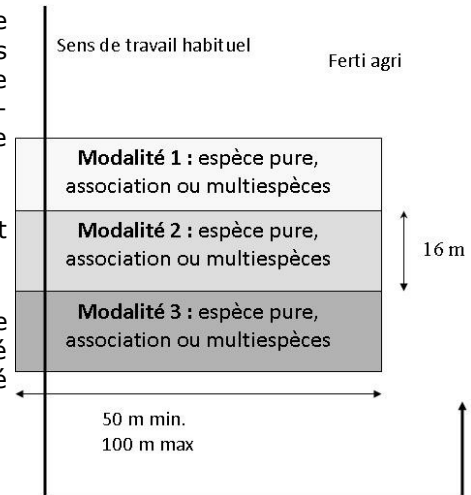 Sens de travail habituel
Ferti agri
Modalité 1 : espèce pure,
association ou multiespèces
Modalité 2 : espèce pure,
association ou multiespèces
16 m
Modalité 3 : espèce pure,
association ou multiespèces
50 m min.
100 m max